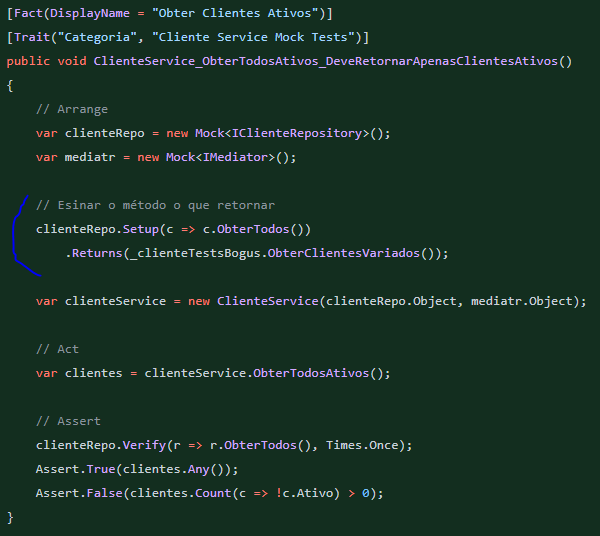 [Fact(DisplayName = "Obter Clientes Ativos")]
[Trait("Categoria", "Cliente Service Mock Tests")]
public void ClienteService_ObterTodosAtivos_DeveRetornarApenasClientesAtivos()
{
// Arrange
var clienteRepo = new Mock<IClienteRepository>();
var mediatr = new Mock<IMediator>();
// Esinar o método o que retornar
clienteRepo.Setup(c => c.ObterTodos())
.Returns(_clienteTestsBogus.ObterClientesVariados());
var clienteService = new ClienteService(clienteRepo.Object, mediatr.Object);
// Act
var clientes = clienteService.ObterTodosAtivos();
// Assert
clienteRepo.Verify(r => r.ObterTodos(), Times.Once);
Assert.True(clientes.Any());
Assert.False(clientes.Count(c => !c.Ativo) > 0);
}